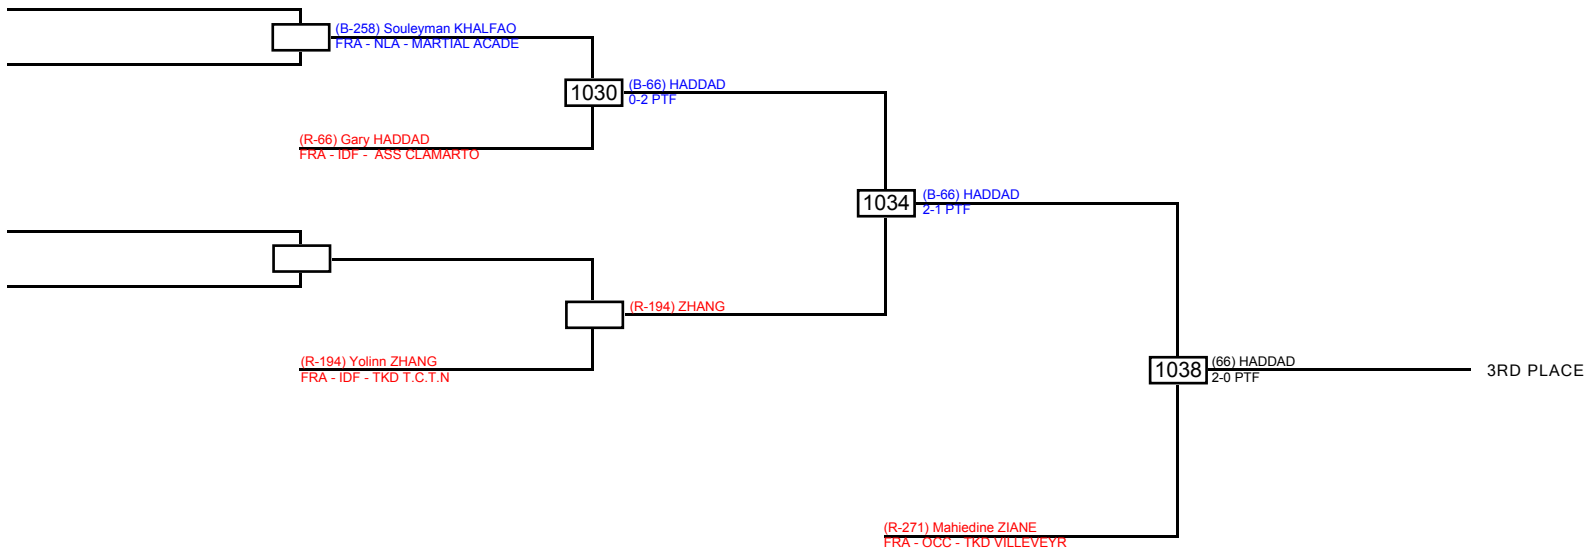 (B-258) Souleyman KHALFAO
FRA - NLA - MARTIAL ACADE
1030
(B-66) HADDAD
0-2 PTF
(R-66) Gary HADDAD
FRA - IDF -  ASS CLAMARTO
1034
(B-66) HADDAD
2-1 PTF
(R-194) ZHANG
(R-194) Yolinn ZHANG
FRA - IDF - TKD T.C.T.N
1038
(66) HADDAD
2-0 PTF
3RD PLACE
(R-271) Mahiedine ZIANE
FRA - OCC - TKD VILLEVEYR